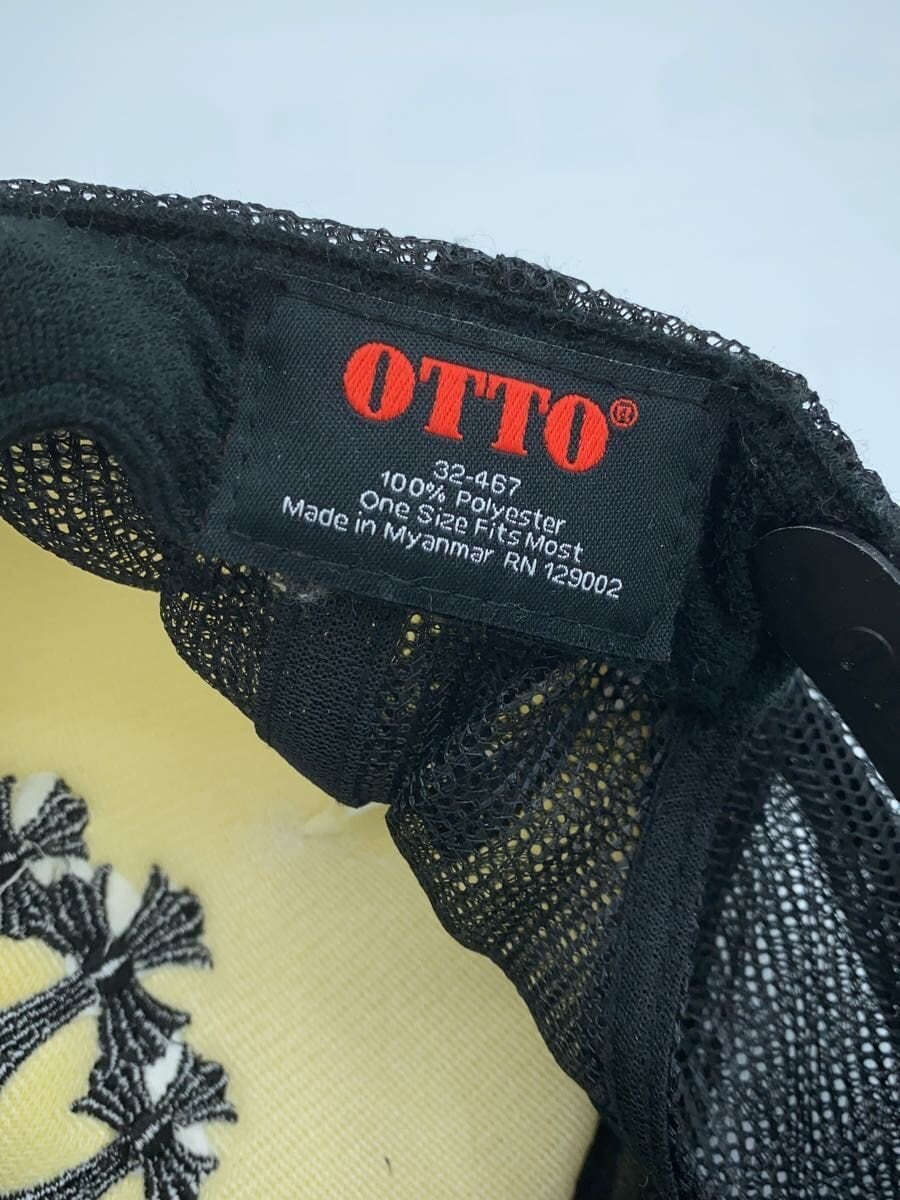 OTTO®
32-467
100% Polyester
One Size Fits Most
Made in Myanmar RN 129002